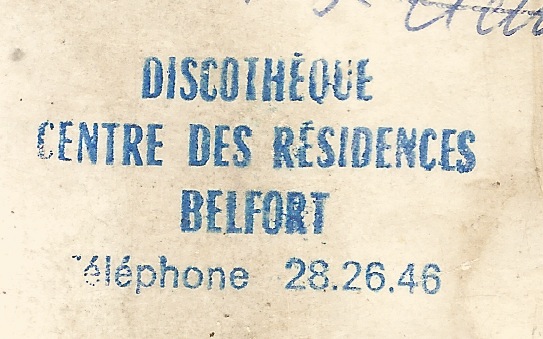 DISCOTHÈQUE
CENTRE DES RÉSIDENCES
BELFORT
Téléphone 28.26.46